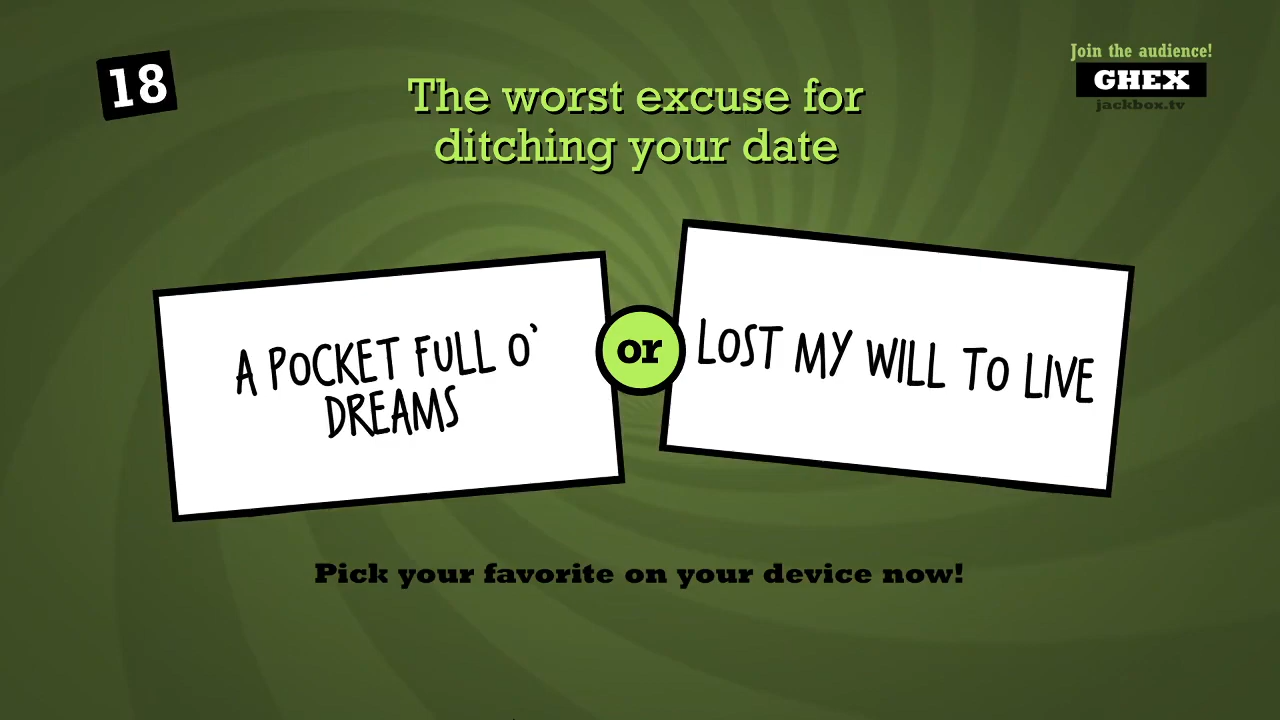 18
Join the audience!
GHEX
jackbox.tv
The worst excuse for
ditching your date
A POCKET FULL O'
DREAMS
or
LOST MY WILL TO LIVE
Pick your favorite on your device now!